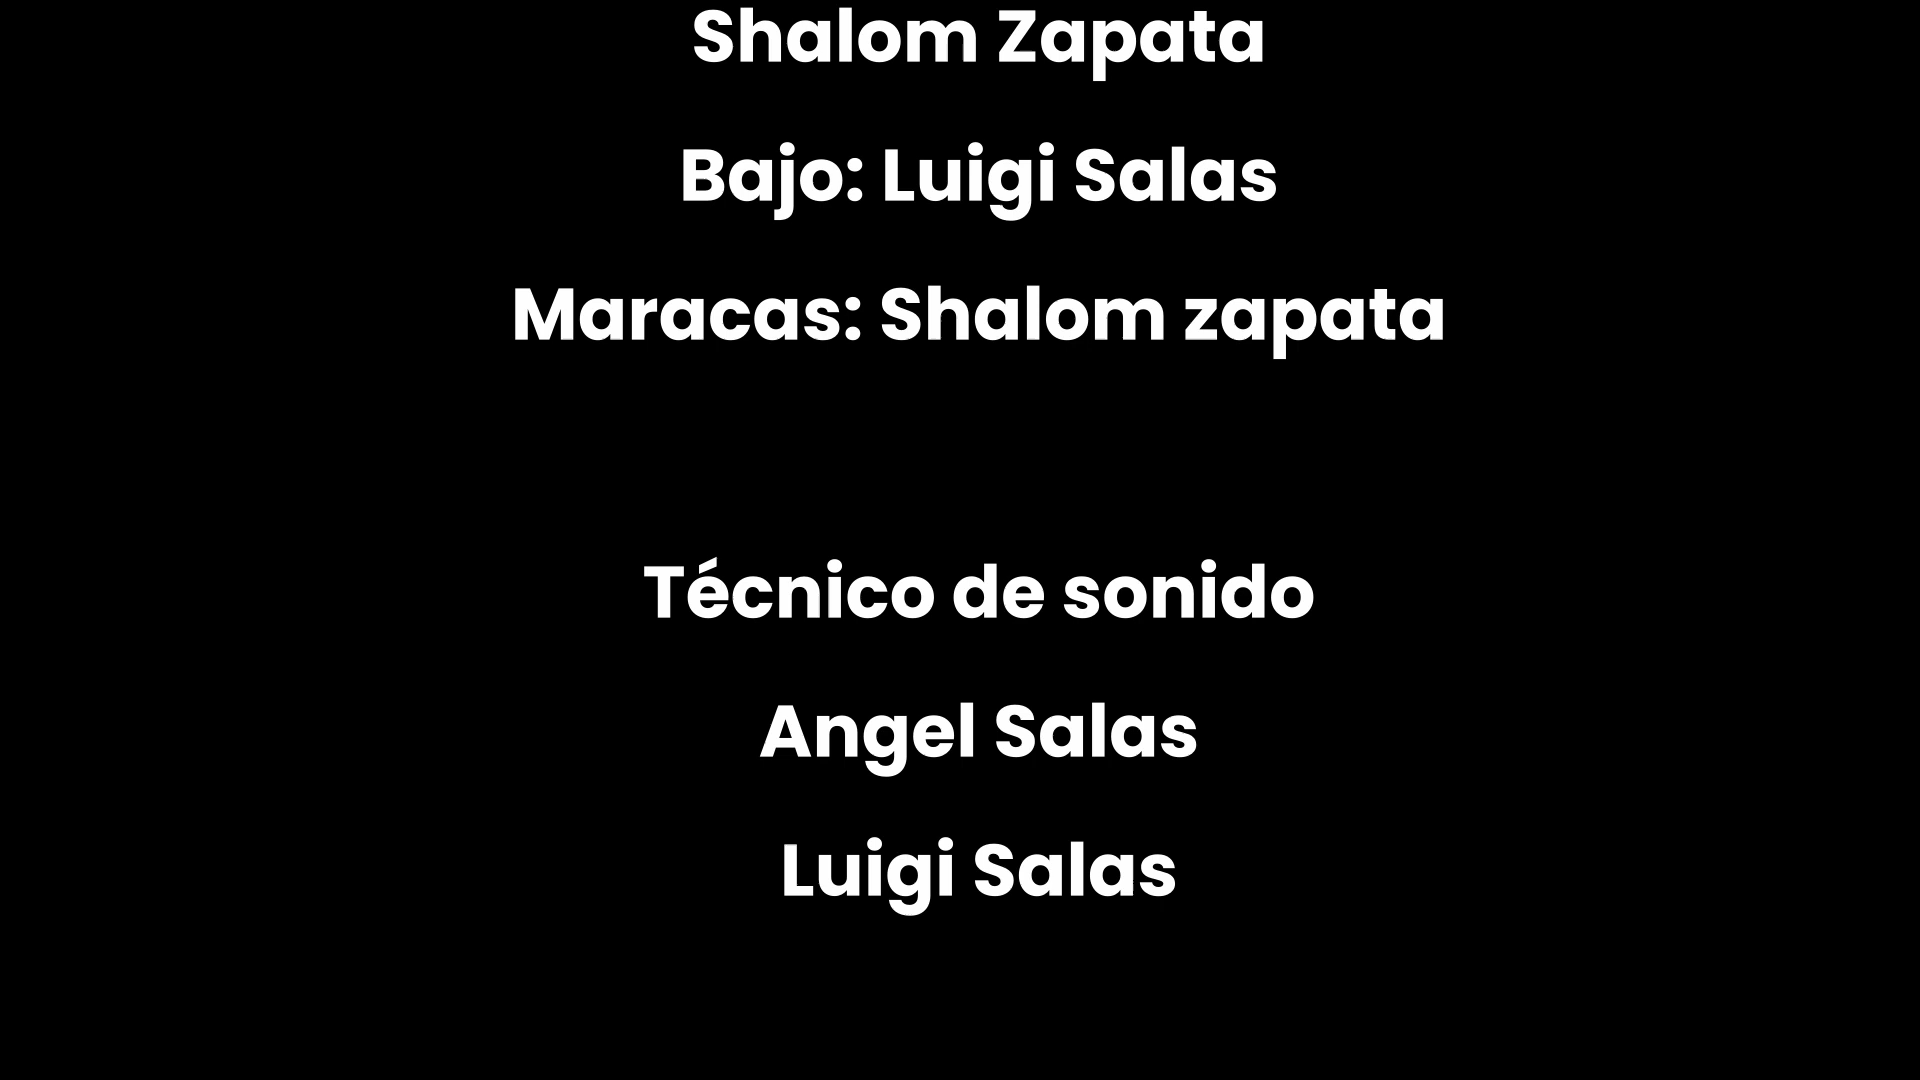 Shalom Zapata
Bajo: Luigi Salas
Maracas: Shalom zapata
Técnico de sonido
Angel Salas
Luigi Salas